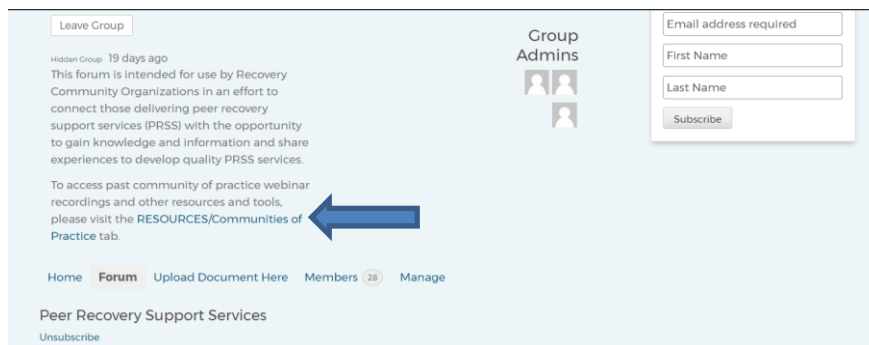 Leave Group
Hidden Group 19 days ago
This forum is intended for use by Recovery
Community Organizations in an effort to
connect those delivering peer recovery
support services (PRSS) with the opportunity
to gain knowledge and information and share
experiences to develop quality PRSS services.
To access past community of practice webinar
recordings and other resources and tools,
please visit the RESOURCES/Communities of
Practice tab.
Group
Admins
Email address required
First Name
Last Name
Subscribe
Home Forum Upload Document Here Members 28 Manage
Peer Recovery Support Services
Unsubscribe